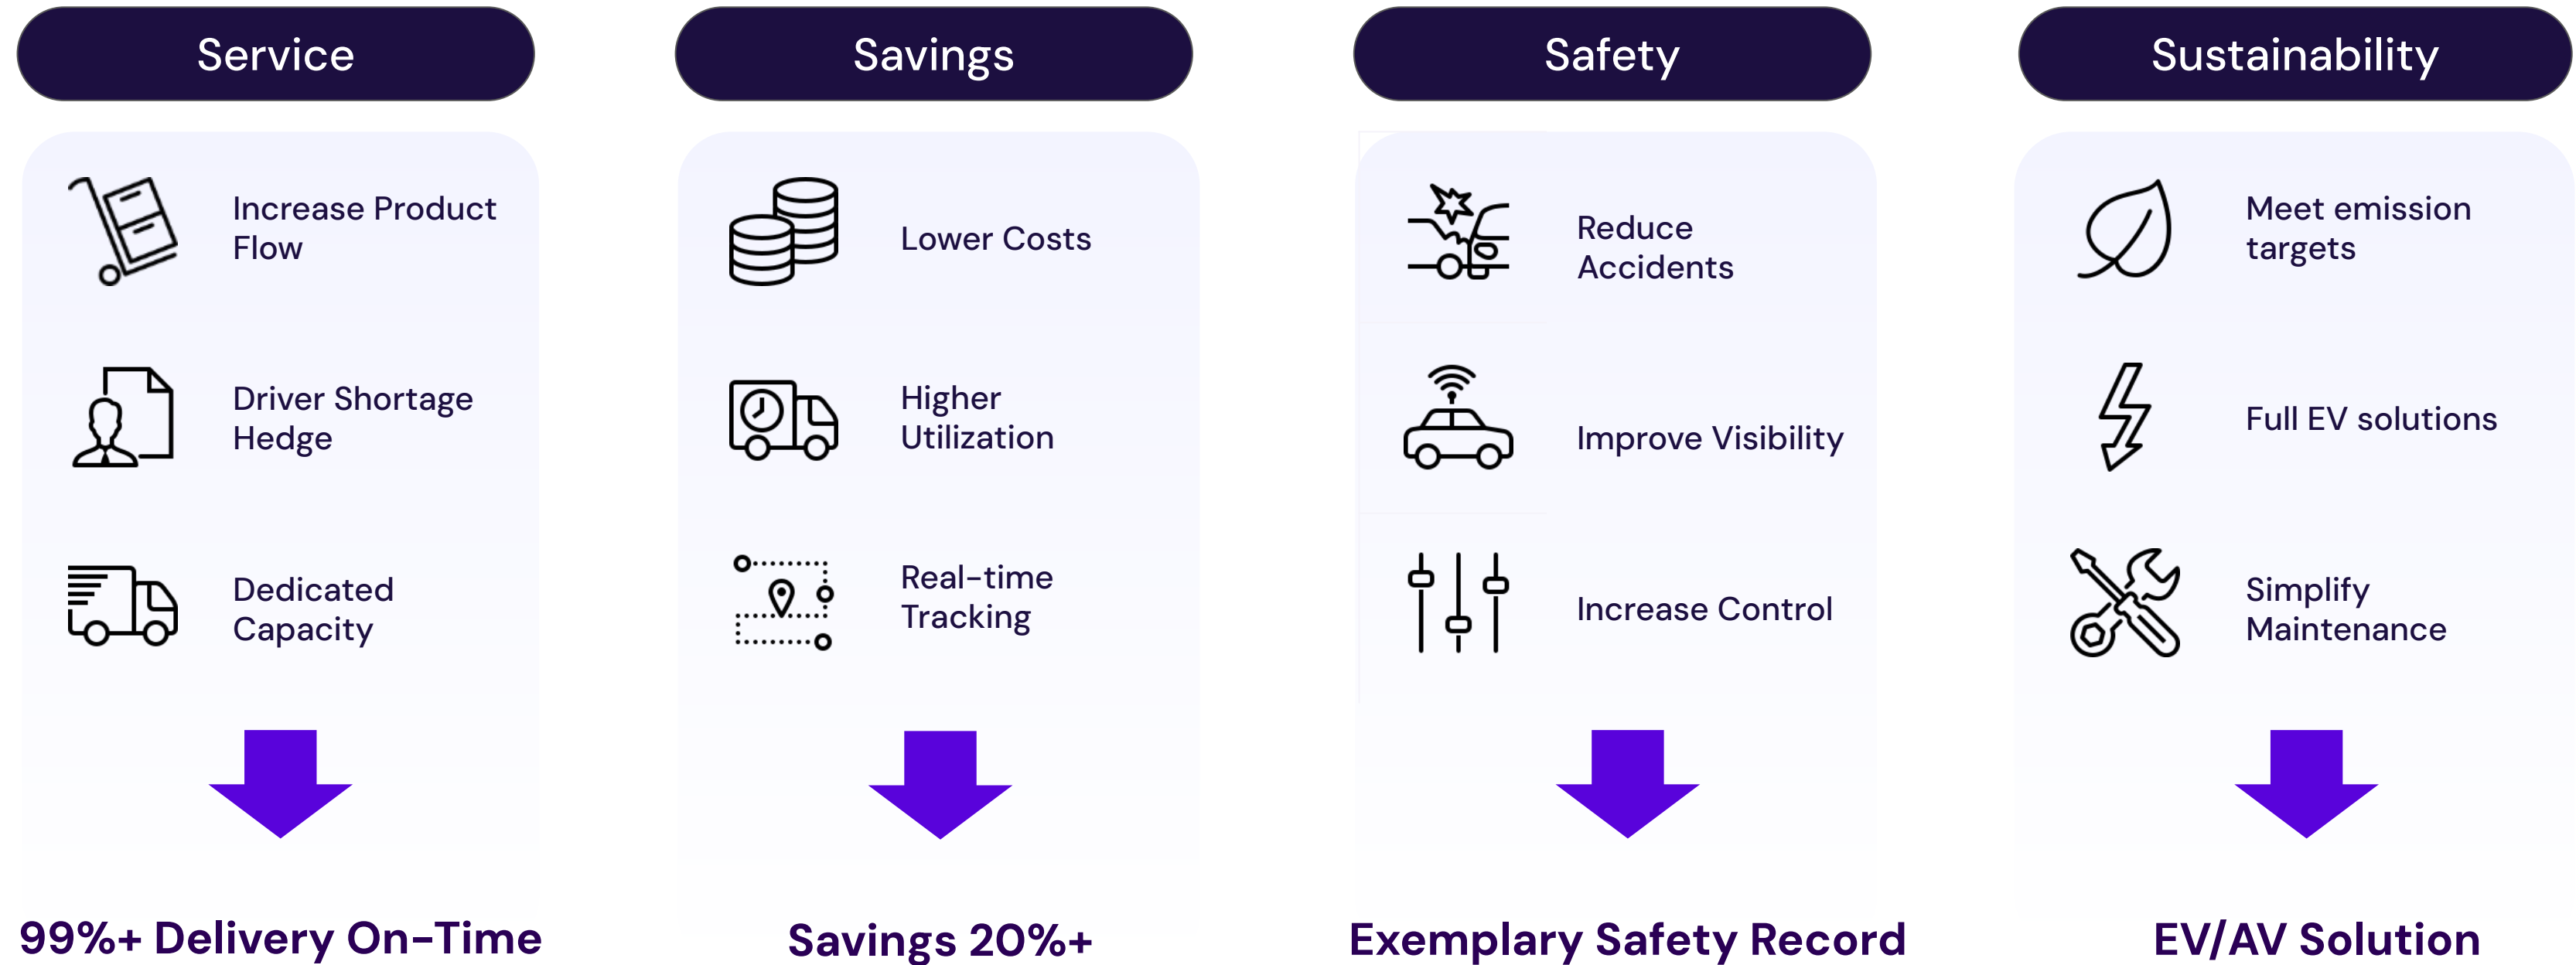 Service
Increase Product
Flow
Driver Shortage
Hedge
Dedicated
Capacity
99%+ Delivery On-Time
Savings
Lower Costs
Higher
Utilization
Real-time
Tracking
Savings 20%+
Safety
Reduce
Accidents
Improve Visibility
Increase Control
Exemplary Safety Record
Sustainability
Meet emission
targets
Full EV solutions
Simplify
Maintenance
EV/AV Solution